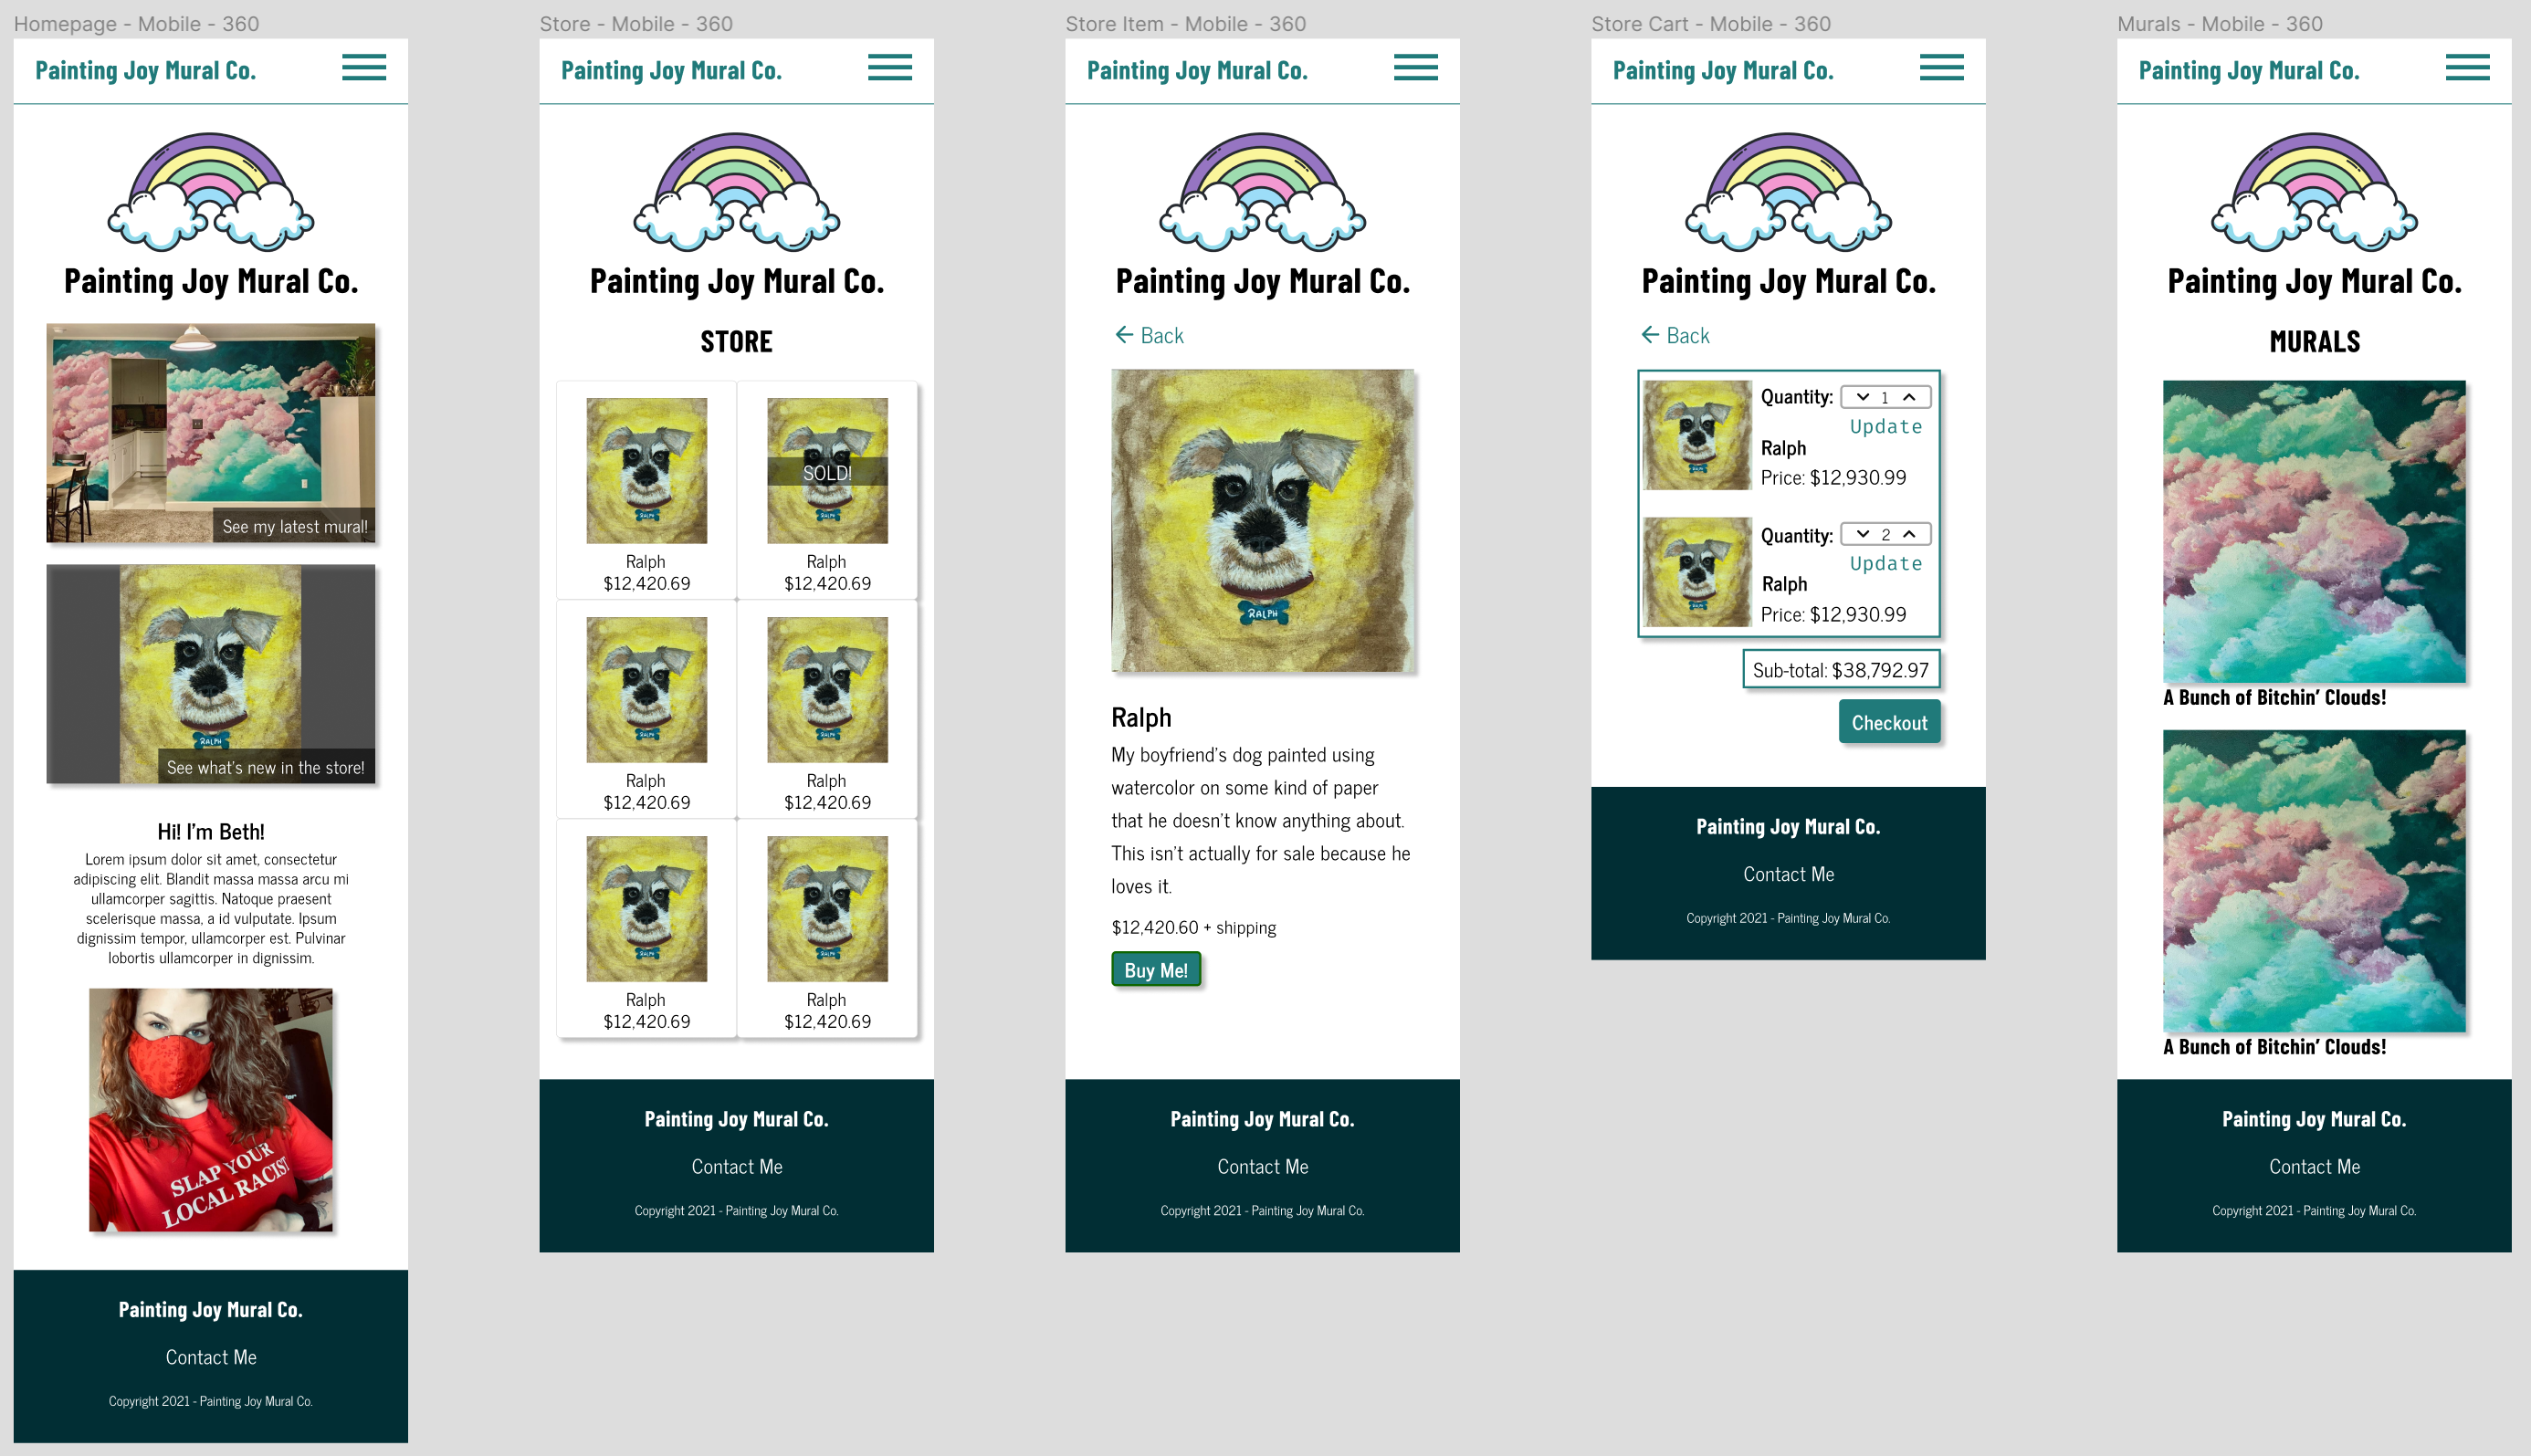 Homepage - Mobile - 360
Painting Joy Mural Co.
Painting Joy Mural Co.
See my latest mural!
RALPH
See what's new in the store!
Hi! I'm Beth!
Lorem ipsum dolor sit amet, consectetur
adipiscing elit. Blandit massa massa arcu mi
ullamcorper sagittis. Natoque praesent
scelerisque massa, a id vulputate. Ipsum
dignissim tempor, ullamcorper est. Pulvinar
lobortis ullamcorper in dignissim.
SLAP YOUR
LOCAL RACIST
Painting Joy Mural Co.
Contact Me
Copyright 2021 - Painting Joy Mural Co.
Store - Mobile - 360
Painting Joy Mural Co.
Painting Joy Mural Co.
STORE
RALPH
Ralph
$12,420.69
SOLD!
RALPH
Ralph
$12,420.69
RALPH
Ralph
$12,420.69
RALPH
Ralph
$12,420.69
RALPH
Ralph
$12,420.69
RALPH
Ralph
$12,420.69
Painting Joy Mural Co.
Contact Me
Copyright 2021 - Painting Joy Mural Co.
Store Item - Mobile - 360
Painting Joy Mural Co.
Painting Joy Mural Co.
← Back
RALPH
Ralph
My boyfriend's dog painted using
watercolor on some kind of paper
that he doesn't know anything about.
This isn't actually for sale because he
loves it.
$12,420.60 + shipping
Buy Me!
Painting Joy Mural Co.
Contact Me
Copyright 2021 - Painting Joy Mural Co.
Store Cart - Mobile - 360
Painting Joy Mural Co.
Painting Joy Mural Co.
← Back
Quantity: 1
Update
Ralph
Price: $12,930.99
Quantity: 2
Update
Ralph
Price: $12,930.99
Sub-total: $38,792.97
Checkout
Painting Joy Mural Co.
Contact Me
Copyright 2021 - Painting Joy Mural Co.
Murals - Mobile - 360
Painting Joy Mural Co.
Painting Joy Mural Co.
MURALS
A Bunch of Bitchin' Clouds!
A Bunch of Bitchin' Clouds!
Painting Joy Mural Co.
Contact Me
Copyright 2021 - Painting Joy Mural Co.